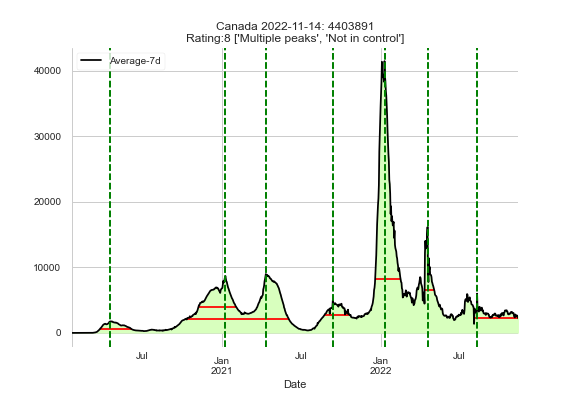 Canada 2022-11-14: 4403891
Rating:8 ['Multiple peaks', 'Not in control']
Average-7d
40000
30000
20000
10000
0
Jul
Jan
2021
Jul
Jan
2022
Jul
Date